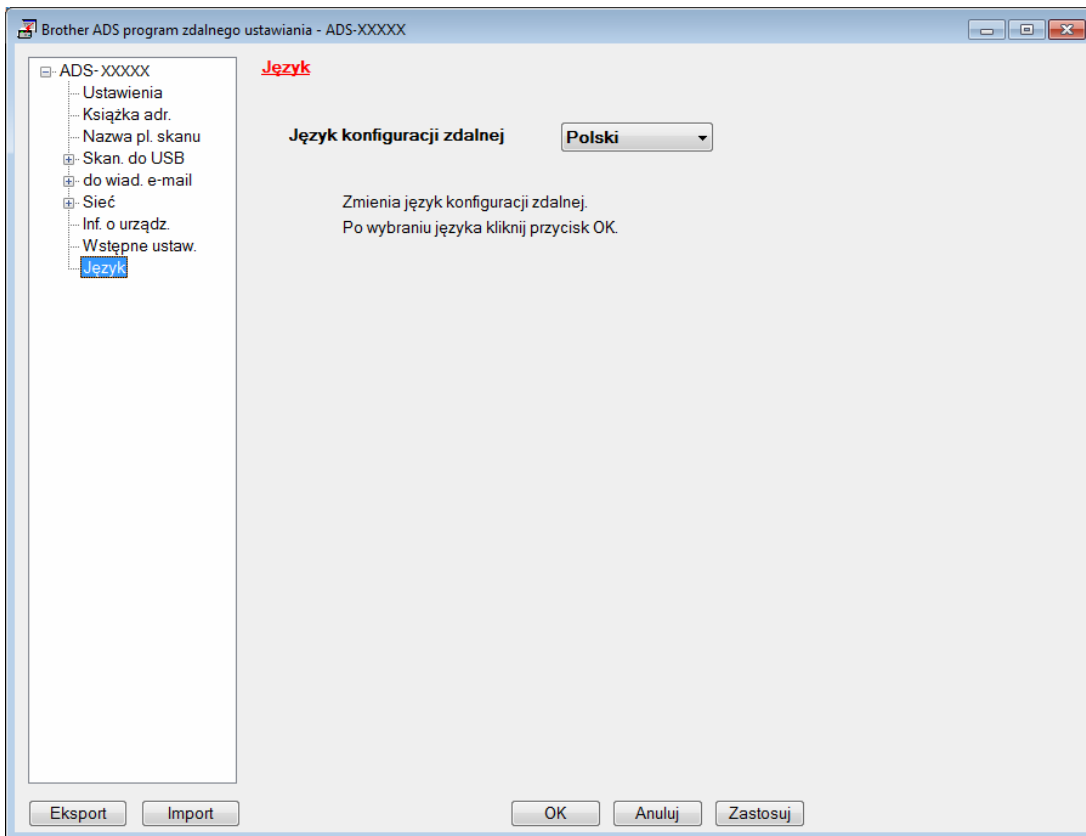 Brother ADS program zdalnego ustawiania - ADS-XXXXX
ADS-XXXXX
Ustawienia
Książka adr.
Nazwa pl. skanu
Skan. do USB
do wiad. e-mail
Sieć
Inf. o urządz.
Wstępne ustaw.
Język
Język
Język konfiguracji zdalnej Polski
Zmienia język konfiguracji zdalnej.
Po wybraniu języka kliknij przycisk OK.
Eksport Import OK Anuluj Zastosuj